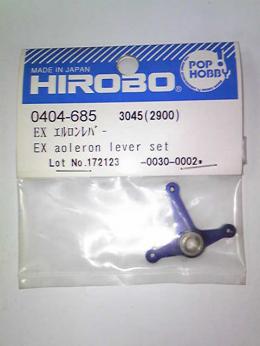 MADE IN JAPAN
HIROBO
POP
HOBBY!
0404-685 3045(2900)
EX エルロンレバー
EX aoleron lever set
Lot No.172123 -0030-0002*